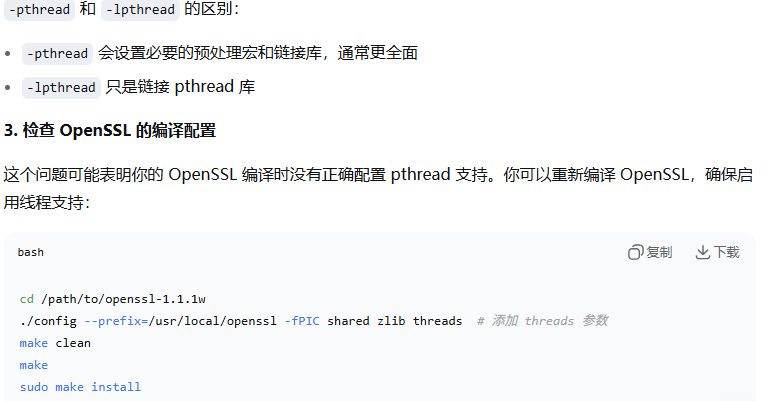 -pthread 和 -lpthread 的区别：
-pthread 会设置必要的预处理宏和链接库，通常更全面
-lpthread 只是链接 pthread 库
3. 检查 OpenSSL 的编译配置
这个问题可能表明你的 OpenSSL 编译时没有正确配置 pthread 支持。你可以重新编译 OpenSSL，确保启
用线程支持：
bash 复制 下载
cd /path/to/openssl-1.1.1w
./config --prefix=/usr/local/openssl -fPIC shared zlib threads  # 添加 threads 参数
make clean
make
sudo make install